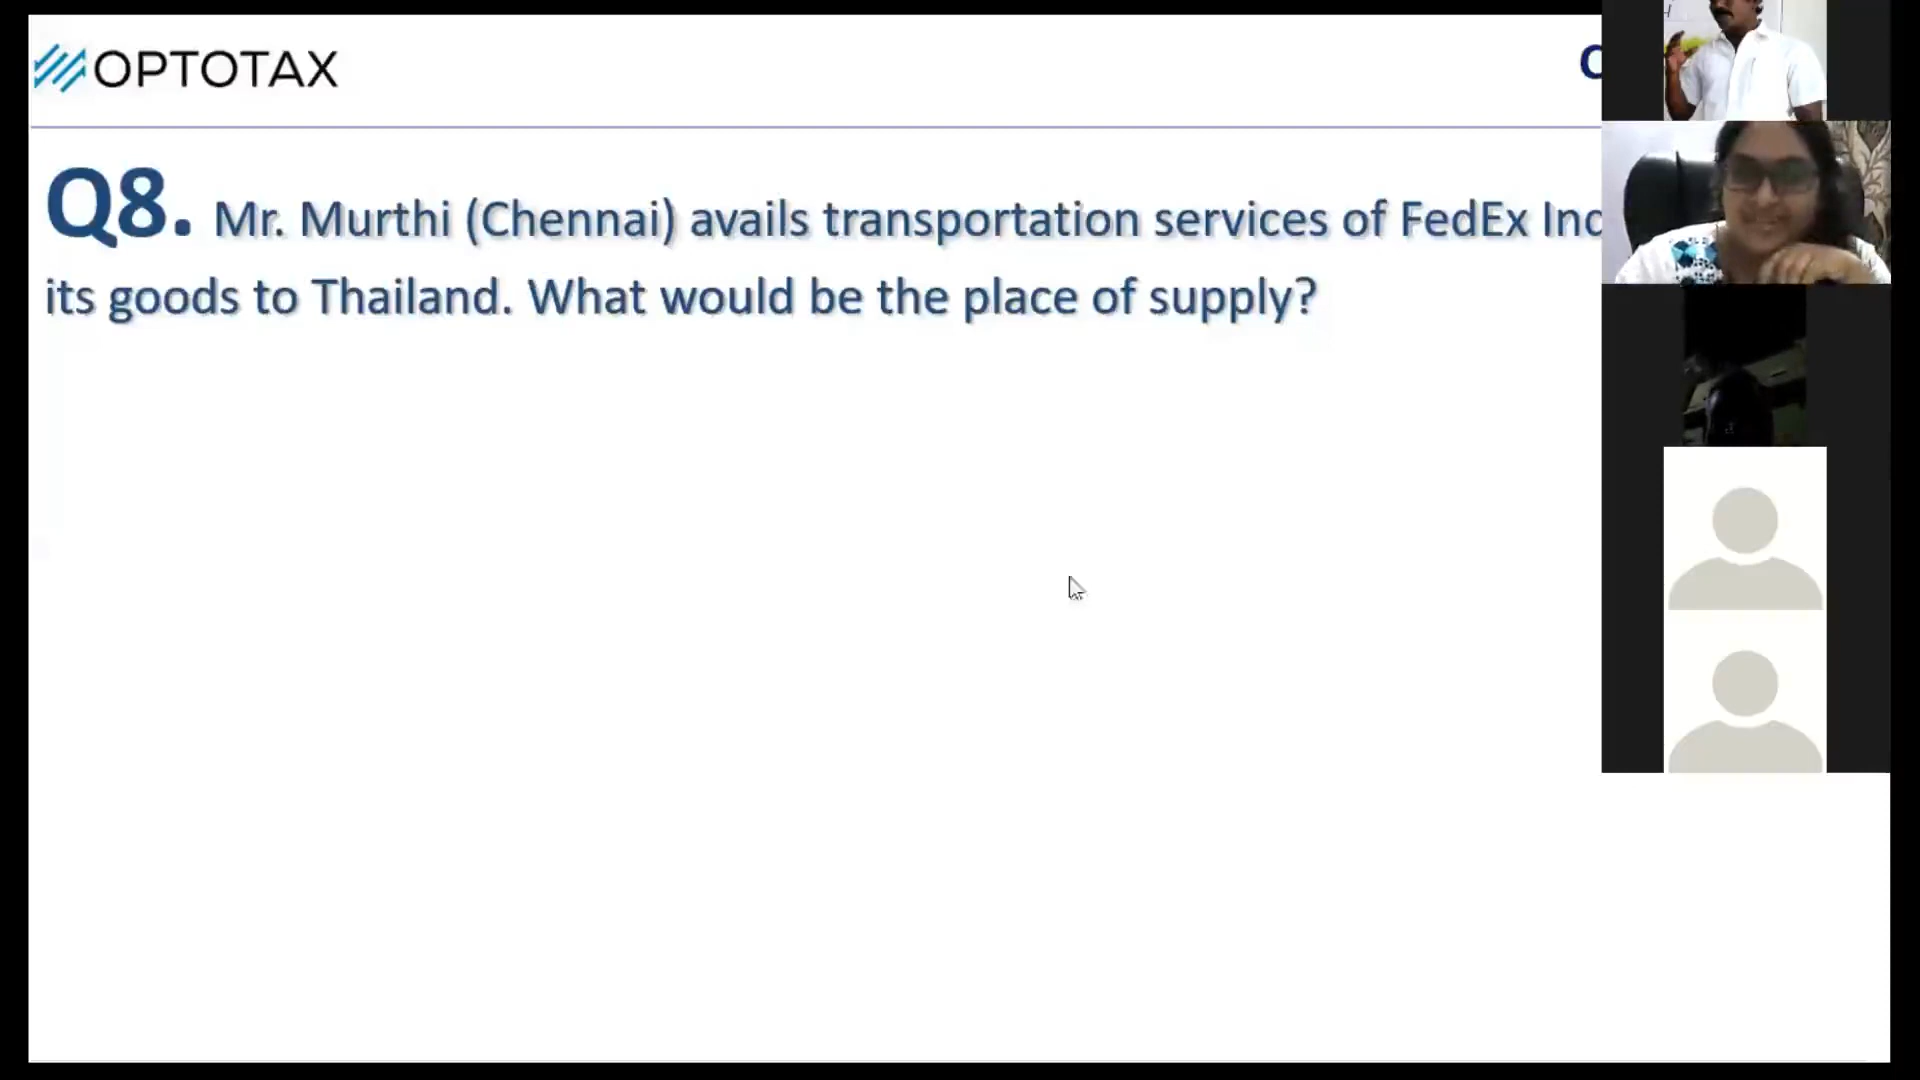 OPTOTAX
Q8. Mr. Murthi (Chennai) avails transportation services of FedEx
its goods to Thailand. What would be the place of supply?